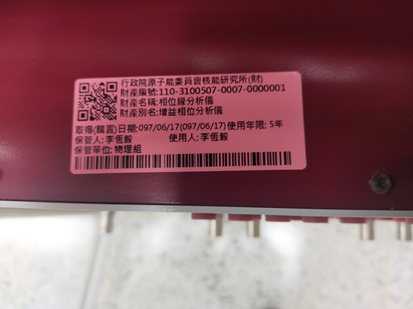 行政院原子能委員會核能研究所(財)
財產編號:110-3100507-0007-0000001
財產名稱:相位線分析儀
財產別名:增益相位分析儀
取得(購置)日期:097/06/17(097/06/17)使用年限: 5年
保管人:李恆毅 使用人:李恆毅
保管單位:物理組